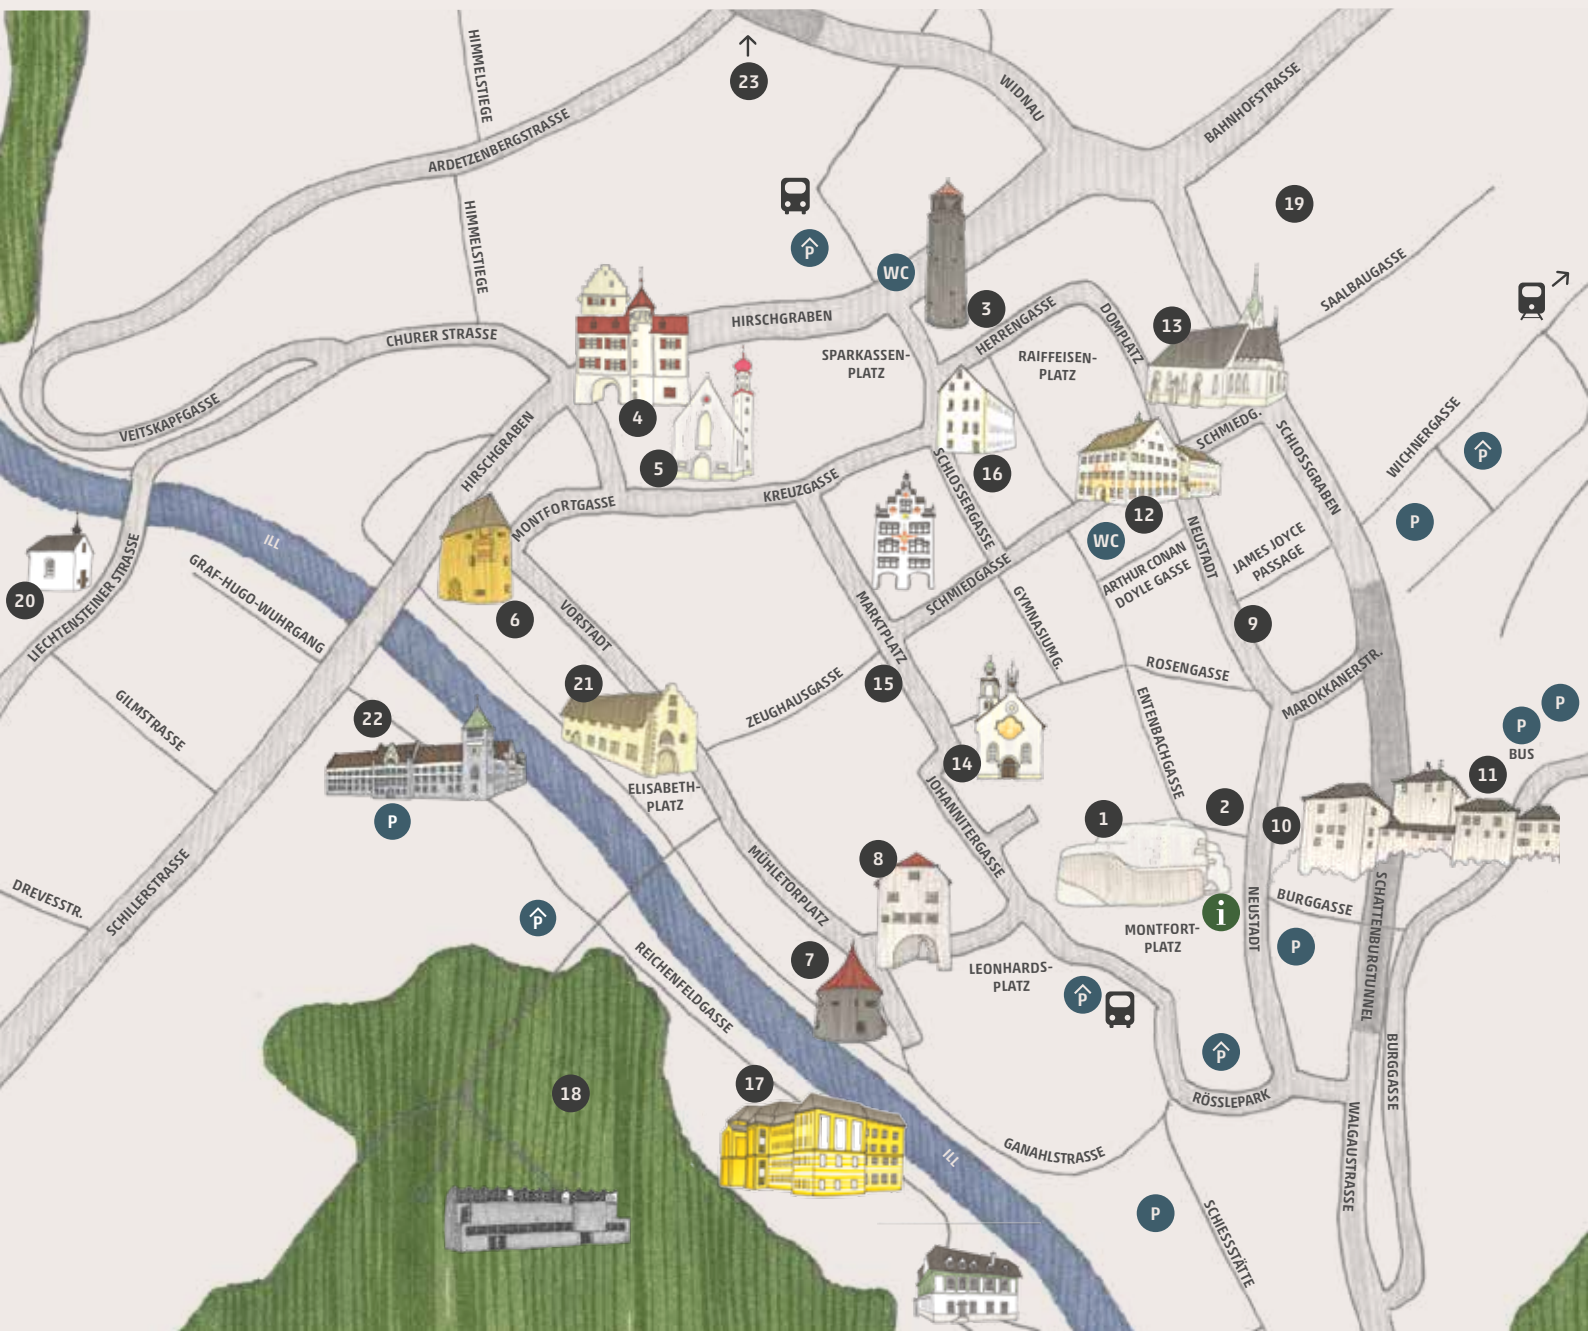 HIMMELSTIEGE
23
WIDNAU
BAHNHOFSTRASSE
ARDETZENBERGSTRASSE
HIMMELSTIEGE
19
P
WC
SAALBAUGASSE
3
HERRENGASSE
DOMPLATZ
13
HIRSCHGRABEN
CHURER STRASSE
SPARKASSEN-
PLATZ
RAIFFEISEN-
PLATZ
VEITSKAPFGASSE
4
5
HIRSCHGRABEN
SCHMIEDG.
SCHLOSSGRABEN
WICHNERGASSE
P
P
16
SCHLOSSERGASSE
KREUZGASSE
MONTFORTGASSE
12
WC
NEUSTADT
JAMES JOYCE
PASSAGE
ARTHUR CONAN
DOYLE GASSE
ILL
GRAF-HUGO-WUHRGANG
LIECHTENSTEINER STRASSE
20
6
VORSTADT
MARKTPLATZ
SCHMIEDGASSE
GYMNASIUMG.
9
ROSENGASSE
MAROKKANERSTR.
15
21
ZEUGHAUSGASSE
ENTENBACHGASSE
GILMSTRASSE
22
P
ELISABETH-
PLATZ
14
JOHANNITERGASSE
P
P
BUS
11
1
2
10
SCHILLERSTRASSE
DREVESSTR.
8
MÜHLETORPLATZ
P
REICHENFELDGASSE
7
LEONHARDS-
PLATZ
MONTFORT-
PLATZ
i
NEUSTADT
BURGGASSE
P
SCHATTENBURGTUNNEL
P
P
BURGGASSE
RÖSSLEPARK
WALGAUSTRASSE
18
17
ILL
GANAHLSTRASSE
P
SCHIESSSTÄTTE